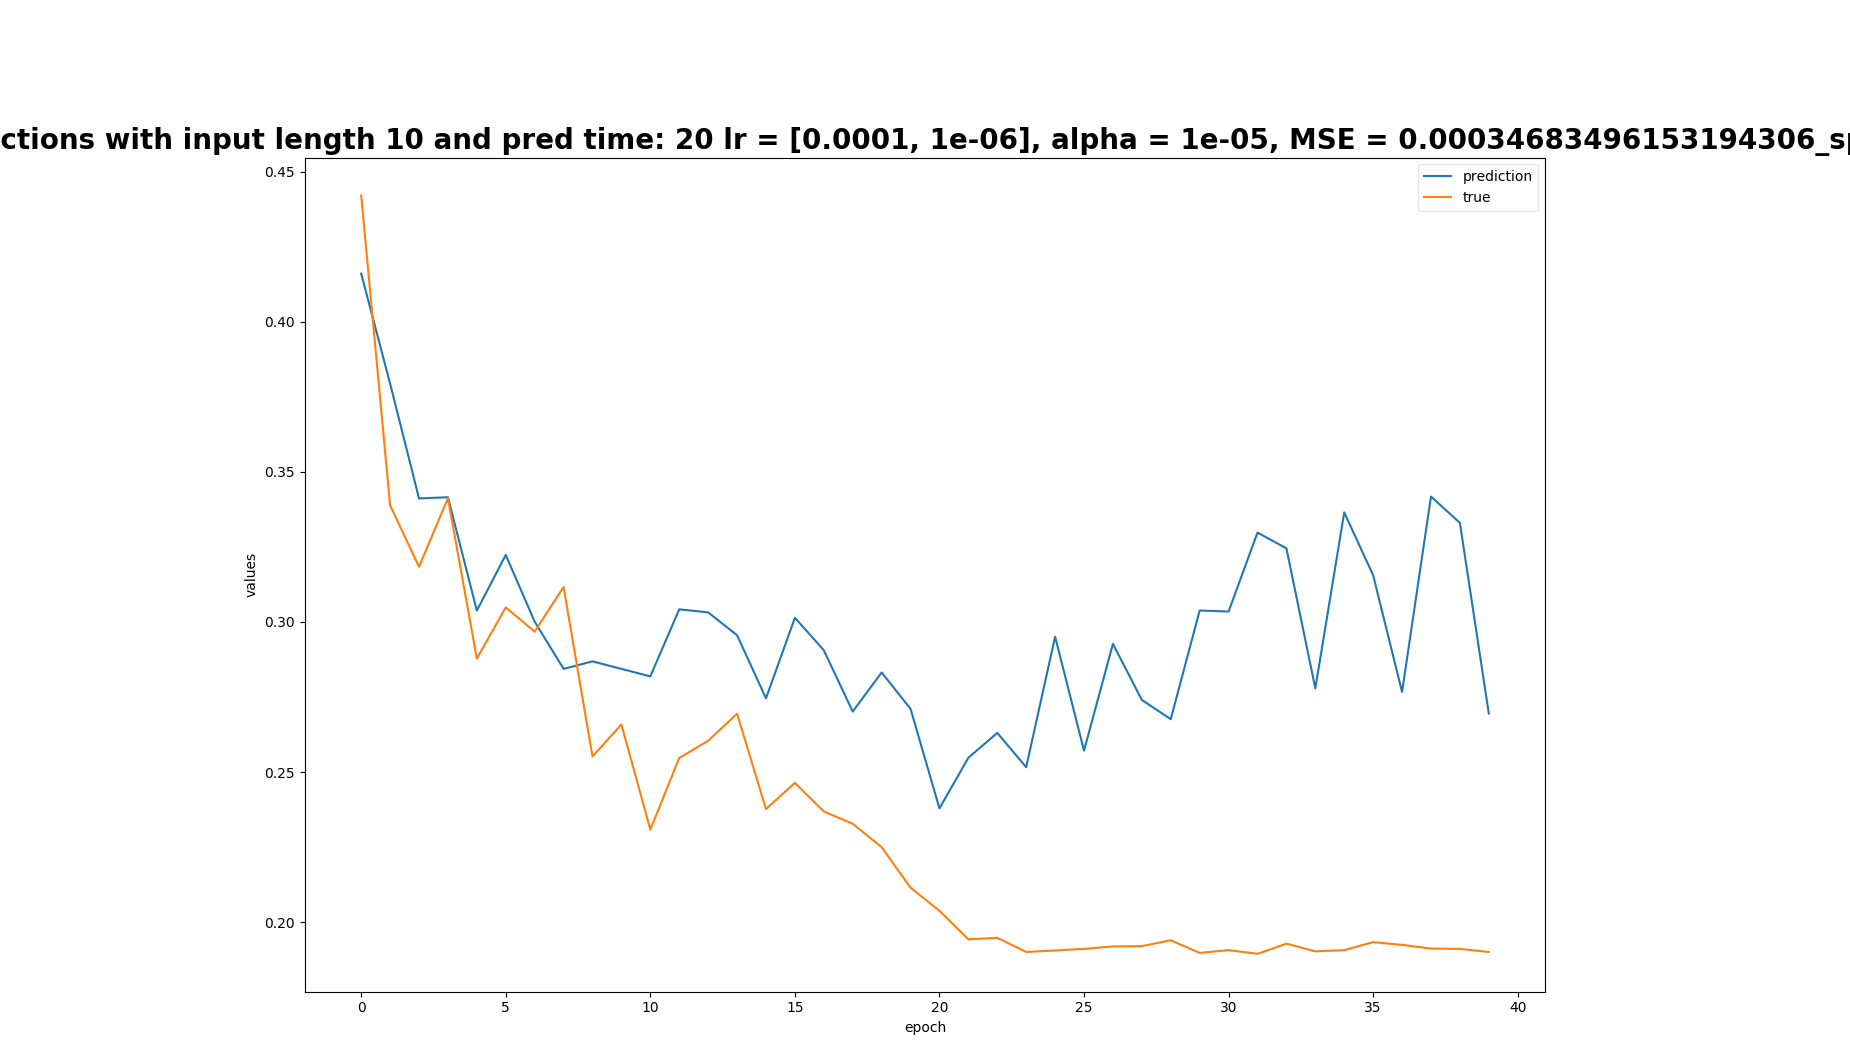 ctions with input length 10 and pred time: 20 lr = [0.0001, 1e-06], alpha = 1e-05, MSE = 0.00034683496153194306_sp
prediction
true
0.45
0.40
0.35
0.30
0.25
0.20
values
0 5 10 15 20 25 30 35 40
epoch